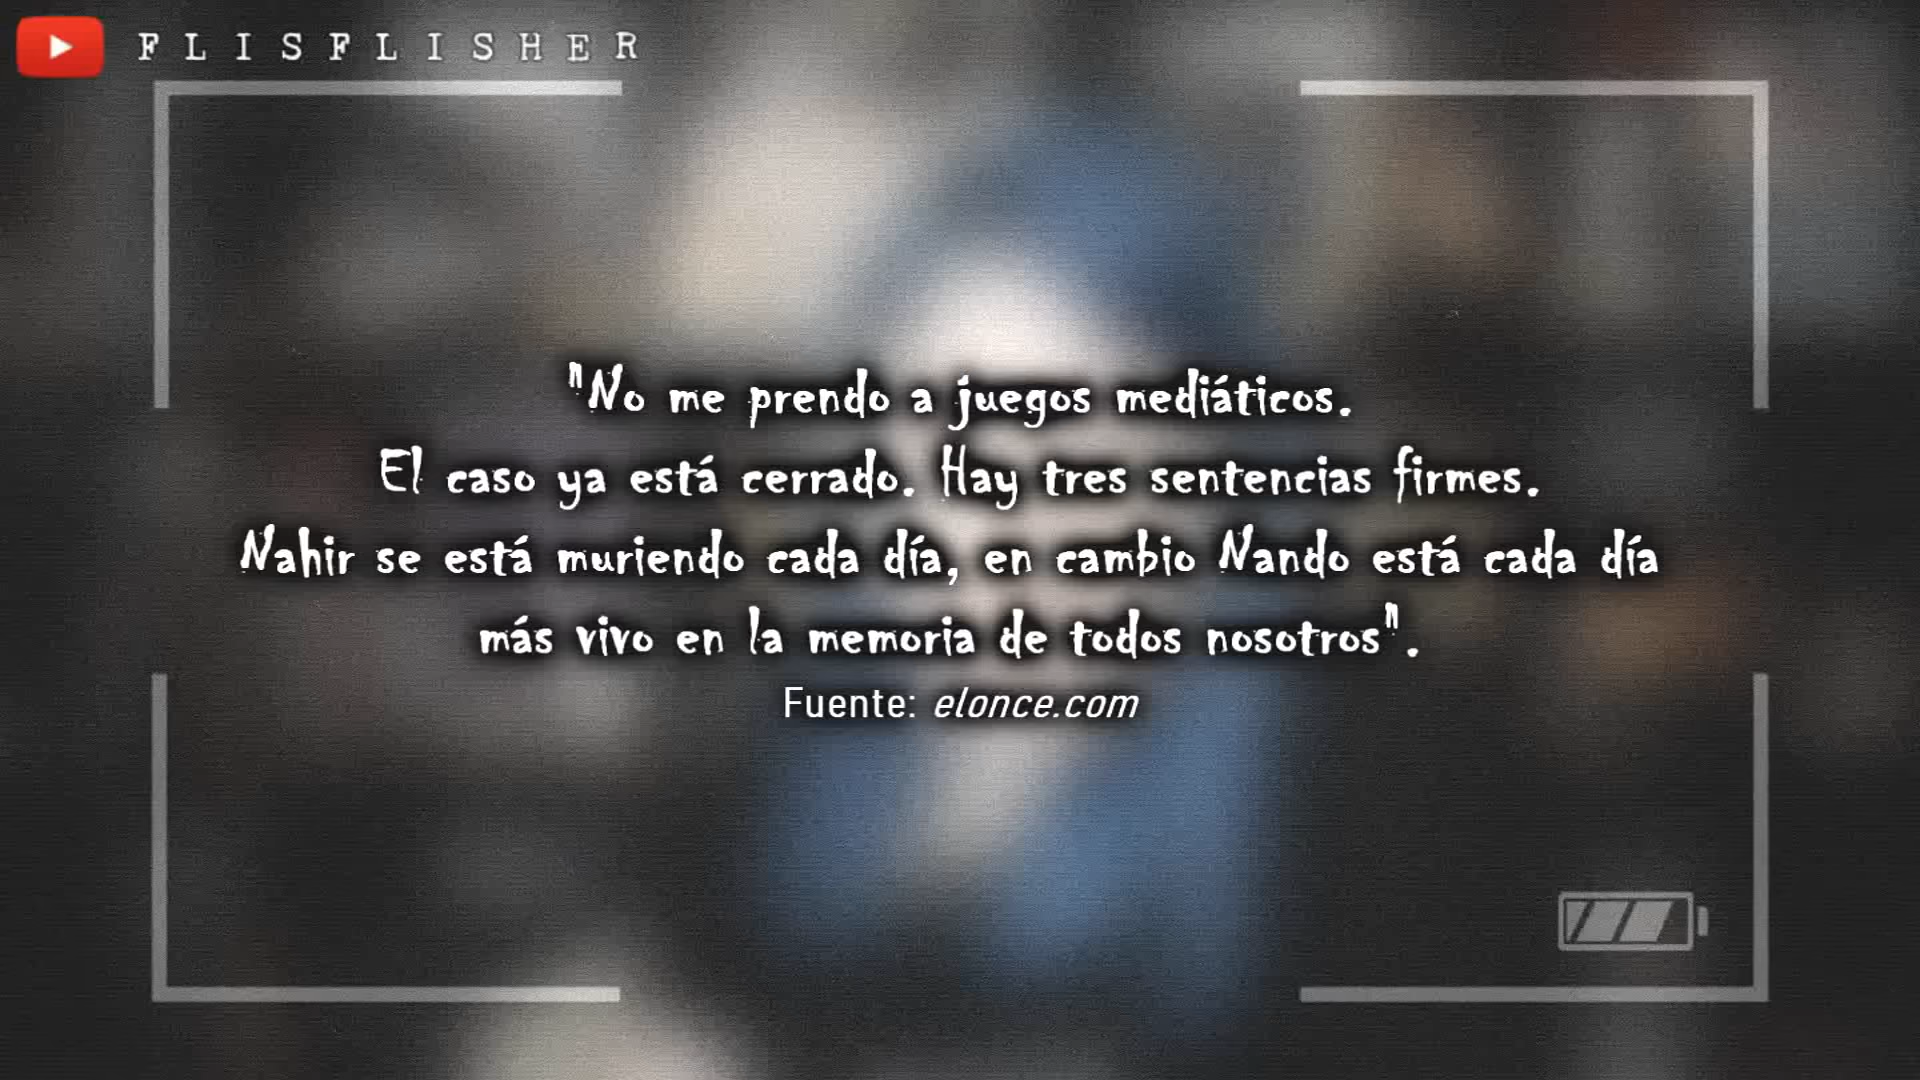 FLISFLISHER
"No me prendo a juegos mediáticos.
El caso ya está cerrado. Hay tres sentencias firmes.
Nahir se está muriendo cada día, en cambio Nando está cada día
más vivo en la memoria de todos nosotros".
Fuente: elonce.com